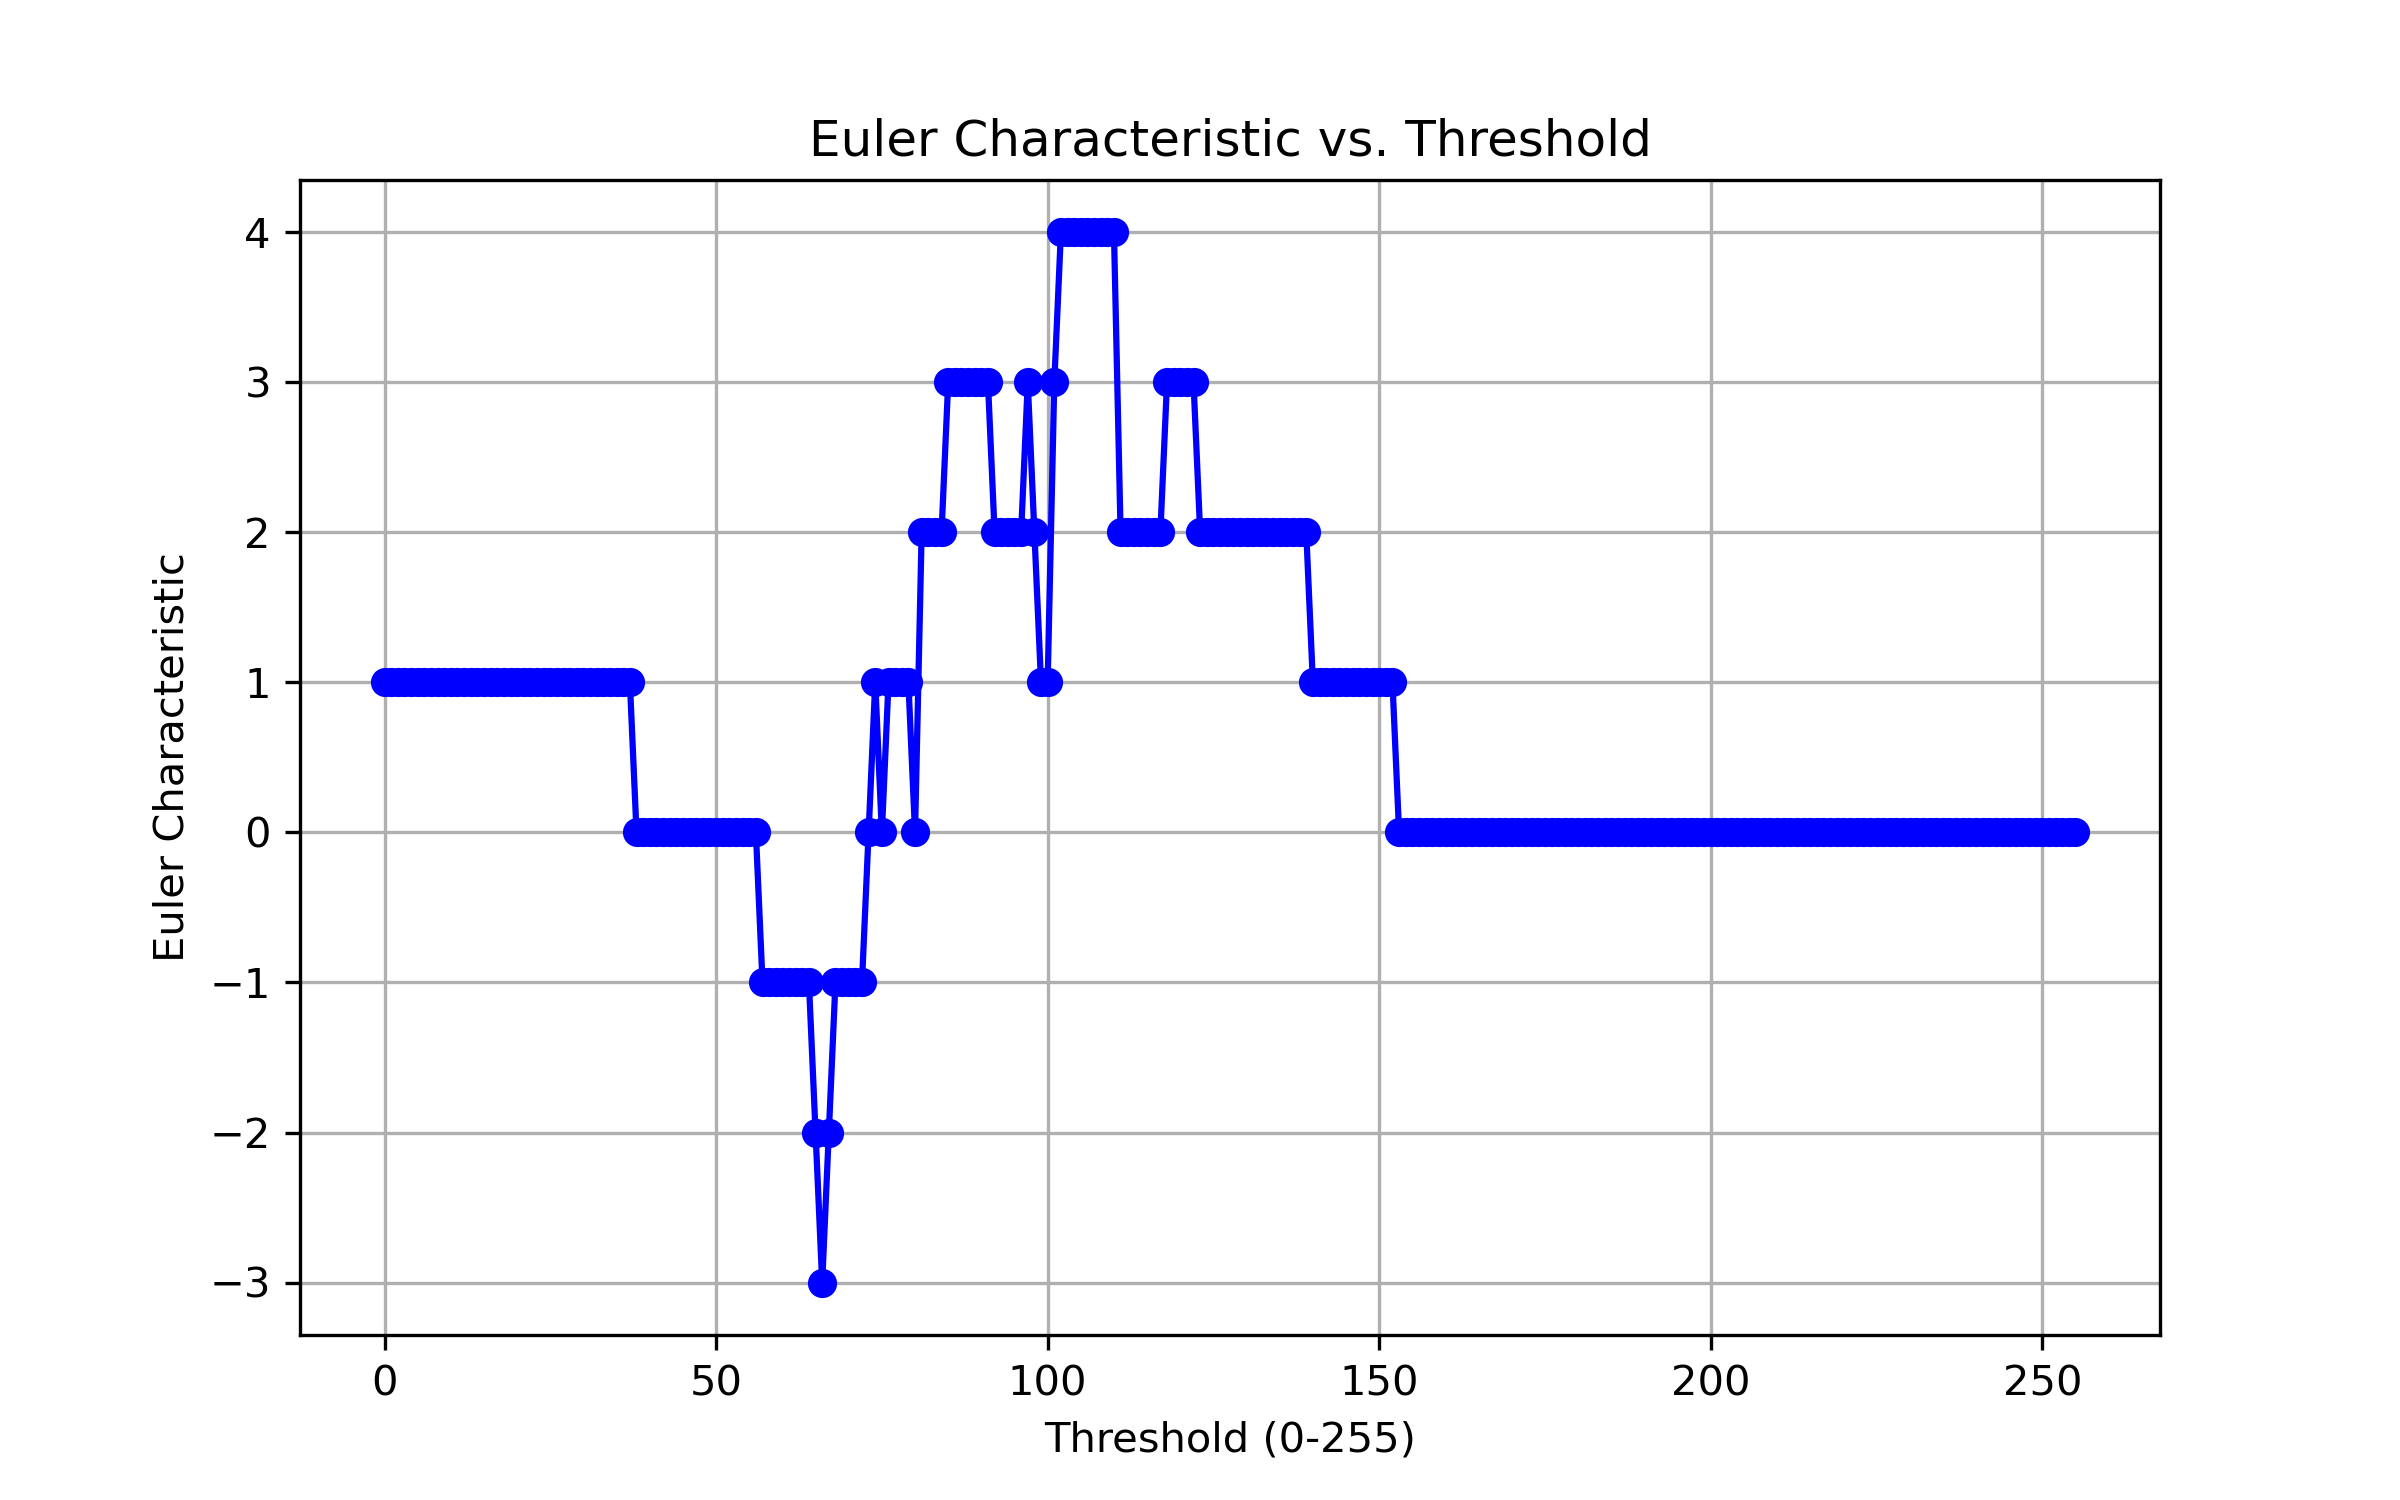 Euler Characteristic vs. Threshold
4
3
2
1
0
−1
−2
−3
Euler Characteristic
0 50 100 150 200 250
Threshold (0-255)